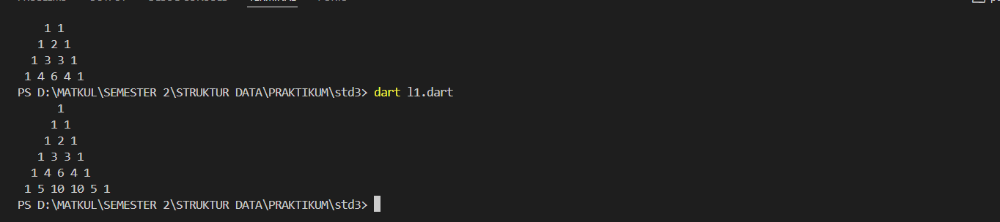 TERMINAL
1 1
1 2 1
1 3 3 1
1 4 6 4 1
PS D:\MATKUL\SEMESTER 2\STRUKTUR DATA\PRAKTIKUM\std3> dart l1.dart
1
1 1
1 2 1
1 3 3 1
1 4 6 4 1
1 5 10 10 5 1
PS D:\MATKUL\SEMESTER 2\STRUKTUR DATA\PRAKTIKUM\std3>